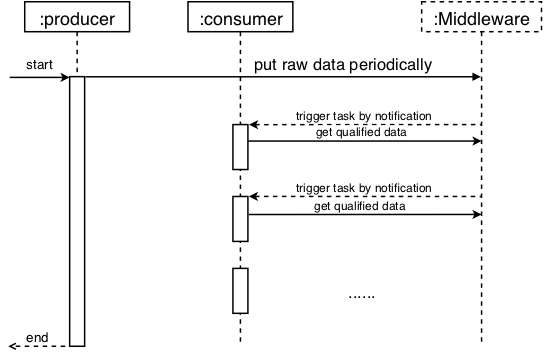 :producer
:consumer
:Middleware
start
put raw data periodically
trigger task by notification
get qualified data
trigger task by notification
get qualified data
......
end